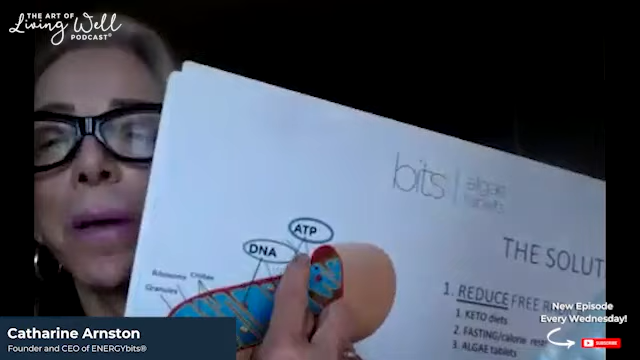 THE ART OF
Living Well
PODCAST®
bits | algae
tablets
THE SOLUT
ATP
DNA
Ribosome Cristae
Granules
1. REDUCE FREE R
1. KETO diets
2. FASTING/calorie rest
3. ALGAE tablets
New Episode
Every Wednesday!
SUBSCRIBE
Catharine Arnston
Founder and CEO of ENERGYbits®